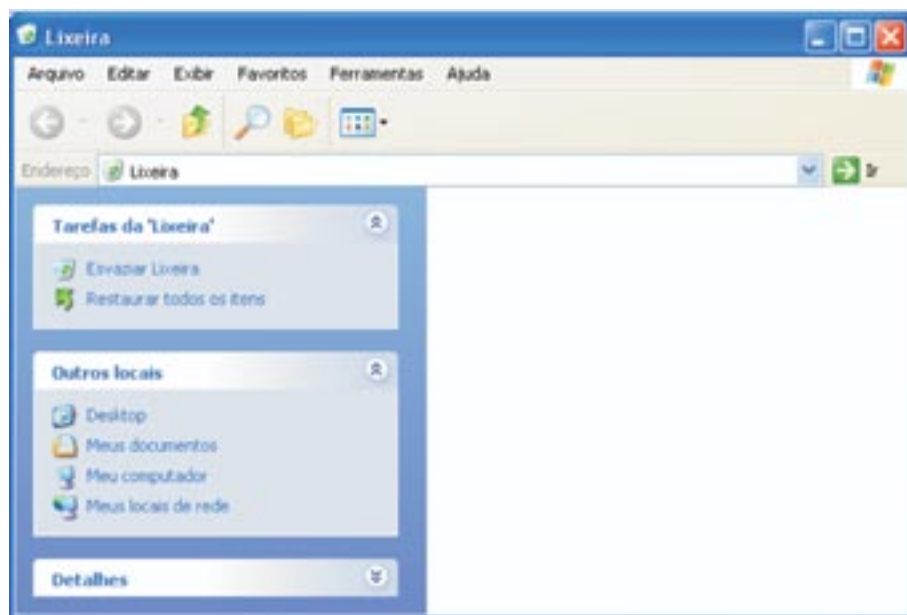 Lixeira
Arquivo Editar Exibir Favoritos Ferramentas Ajuda
Endereço Lixeira Ir
Tarefas da 'Lixeira'
Esvaziar Lixeira
Restaurar todos os itens
Outros locais
Desktop
Meus documentos
Meu computador
Meus locais de rede
Detalhes